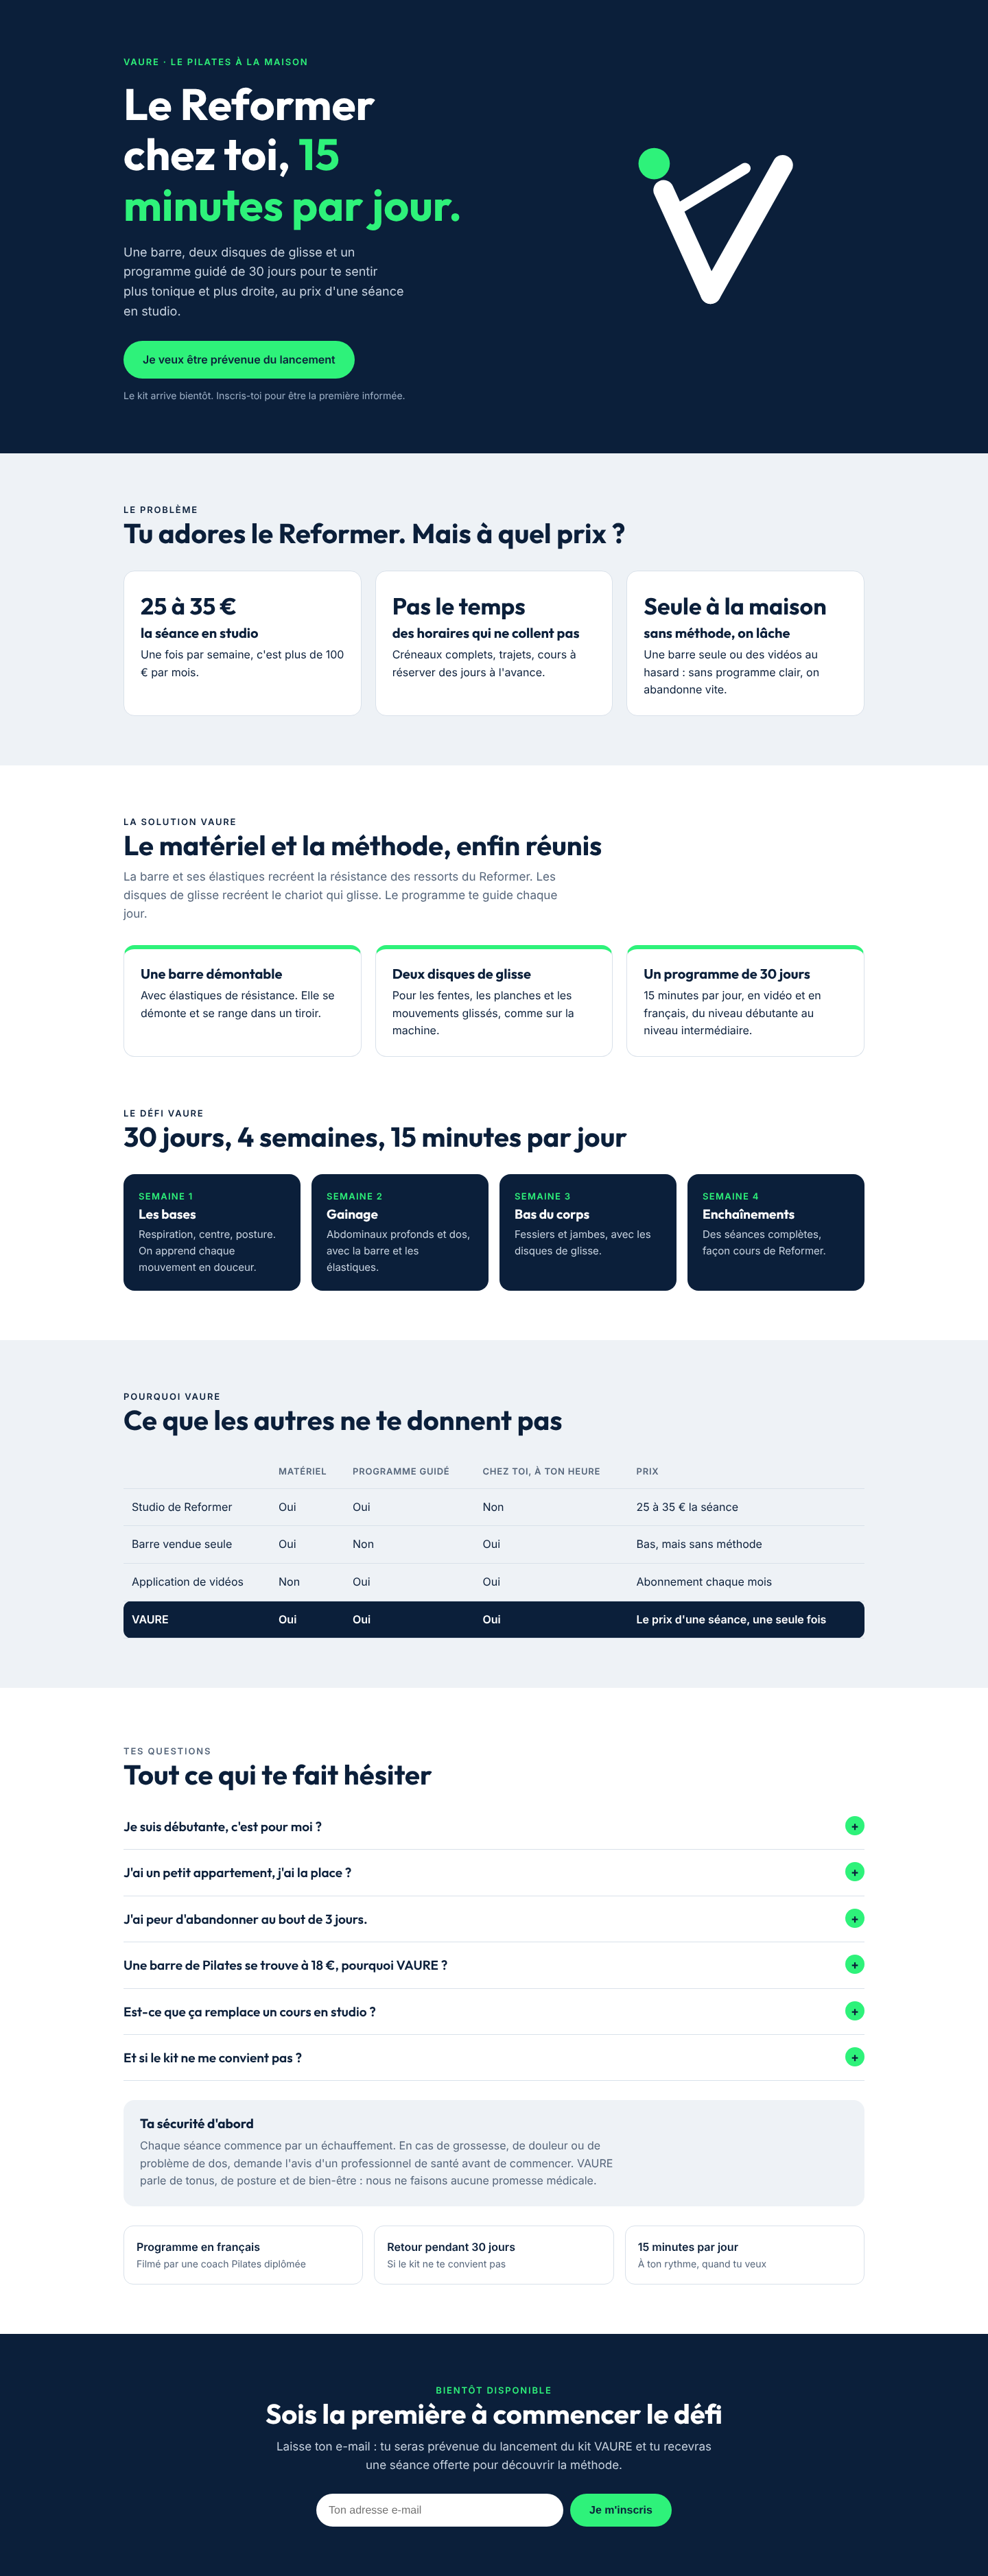 VAURE · LE PILATES À LA MAISON
Le Reformer
chez toi, 15
minutes par jour.
Une barre, deux disques de glisse et un
programme guidé de 30 jours pour te sentir
plus tonique et plus droite, au prix d'une séance
en studio.
Je veux être prévenue du lancement
Le kit arrive bientôt. Inscris-toi pour être la première informée.
LE PROBLÈME
Tu adores le Reformer. Mais à quel prix ?
25 à 35 €
la séance en studio
Une fois par semaine, c'est plus de 100
€ par mois.
Pas le temps
des horaires qui ne collent pas
Créneaux complets, trajets, cours à
réserver des jours à l'avance.
Seule à la maison
sans méthode, on lâche
Une barre seule ou des vidéos au
hasard : sans programme clair, on
abandonne vite.
LA SOLUTION VAURE
Le matériel et la méthode, enfin réunis
La barre et ses élastiques recréent la résistance des ressorts du Reformer. Les
disques de glisse recréent le chariot qui glisse. Le programme te guide chaque
jour.
Une barre démontable
Avec élastiques de résistance. Elle se
démonte et se range dans un tiroir.
Deux disques de glisse
Pour les fentes, les planches et les
mouvements glissés, comme sur la
machine.
Un programme de 30 jours
15 minutes par jour, en vidéo et en
français, du niveau débutante au
niveau intermédiaire.
LE DÉFI VAURE
30 jours, 4 semaines, 15 minutes par jour
SEMAINE 1
Les bases
Respiration, centre, posture.
On apprend chaque
mouvement en douceur.
SEMAINE 2
Gainage
Abdominaux profonds et dos,
avec la barre et les
élastiques.
SEMAINE 3
Bas du corps
Fessiers et jambes, avec les
disques de glisse.
SEMAINE 4
Enchaînements
Des séances complètes,
façon cours de Reformer.
POURQUOI VAURE
Ce que les autres ne te donnent pas
MATÉRIEL PROGRAMME GUIDÉ CHEZ TOI, À TON HEURE PRIX
Studio de Reformer Oui Oui Non 25 à 35 € la séance
Barre vendue seule Oui Non Oui Bas, mais sans méthode
Application de vidéos Non Oui Oui Abonnement chaque mois
VAURE Oui Oui Oui Le prix d'une séance, une seule fois
TES QUESTIONS
Tout ce qui te fait hésiter
Je suis débutante, c'est pour moi ? +
J'ai un petit appartement, j'ai la place ? +
J'ai peur d'abandonner au bout de 3 jours. +
Une barre de Pilates se trouve à 18 €, pourquoi VAURE ? +
Est-ce que ça remplace un cours en studio ? +
Et si le kit ne me convient pas ? +
Ta sécurité d'abord
Chaque séance commence par un échauffement. En cas de grossesse, de douleur ou de
problème de dos, demande l'avis d'un professionnel de santé avant de commencer. VAURE
parle de tonus, de posture et de bien-être : nous ne faisons aucune promesse médicale.
Programme en français
Filmé par une coach Pilates diplômée
Retour pendant 30 jours
Si le kit ne te convient pas
15 minutes par jour
À ton rythme, quand tu veux
BIENTÔT DISPONIBLE
Sois la première à commencer le défi
Laisse ton e-mail : tu seras prévenue du lancement du kit VAURE et tu recevras
une séance offerte pour découvrir la méthode.
Ton adresse e-mail
Je m'inscris